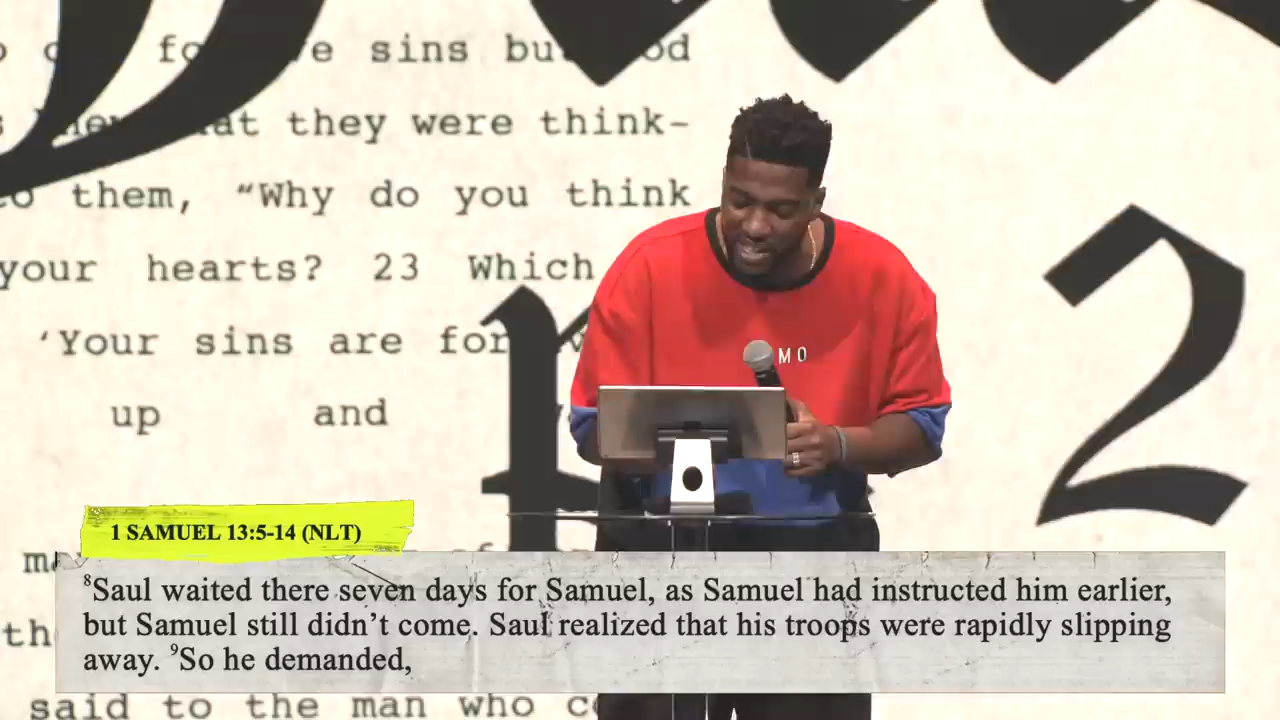 sins
they were think-
them, “Why do you think
your hearts? 23 Which
‘Your sins are
2
up and
MO
1 SAMUEL 13:5-14 (NLT)
⁸Saul waited there seven days for Samuel, as Samuel had instructed him earlier,
but Samuel still didn’t come. Saul realized that his troops were rapidly slipping
away. ⁹So he demanded,
said to the man who